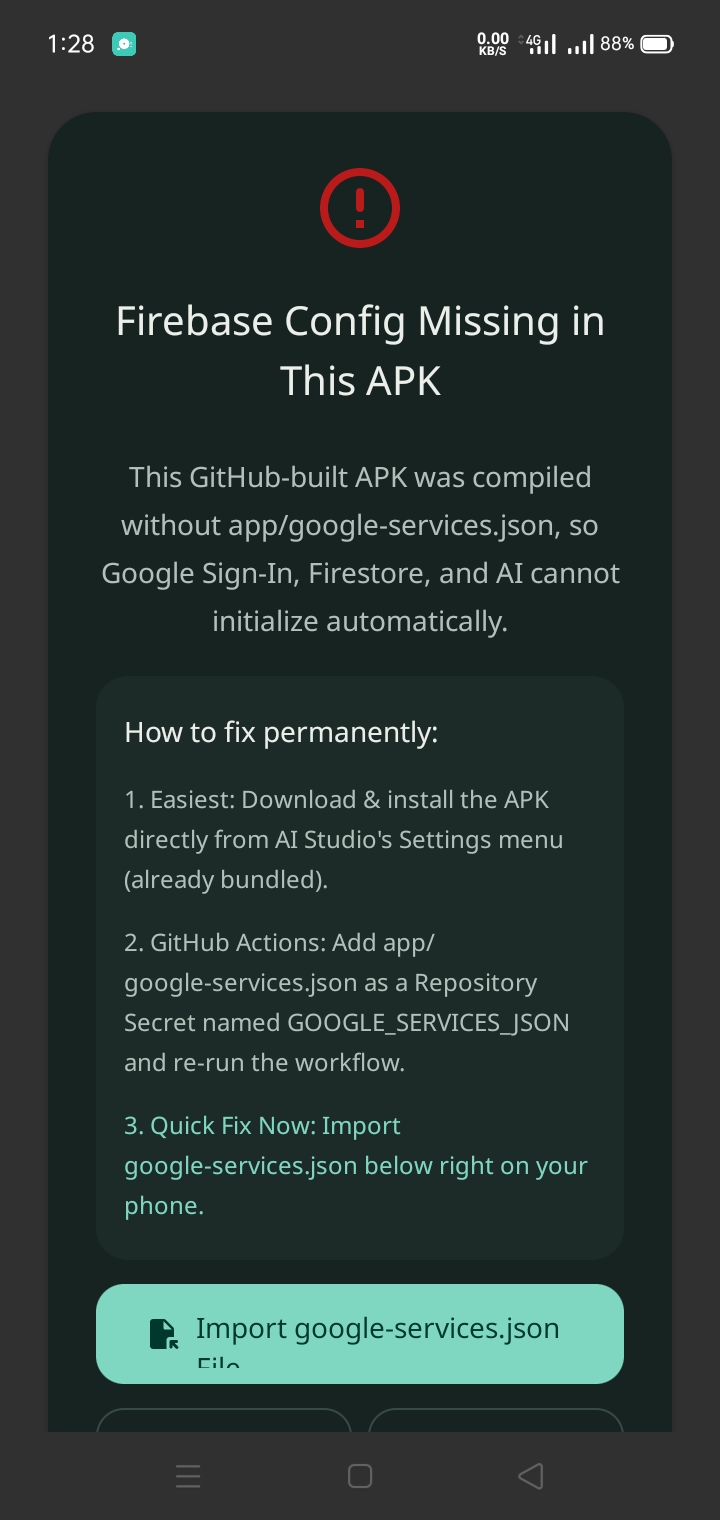 1:28
0.00
KB/S
4G
88%
Firebase Config Missing in
This APK
This GitHub-built APK was compiled
without app/google-services.json, so
Google Sign-In, Firestore, and AI cannot
initialize automatically.
How to fix permanently:
1. Easiest: Download & install the APK
directly from AI Studio's Settings menu
(already bundled).
2. GitHub Actions: Add app/
google-services.json as a Repository
Secret named GOOGLE_SERVICES_JSON
and re-run the workflow.
3. Quick Fix Now: Import
google-services.json below right on your
phone.
Import google-services.json
File